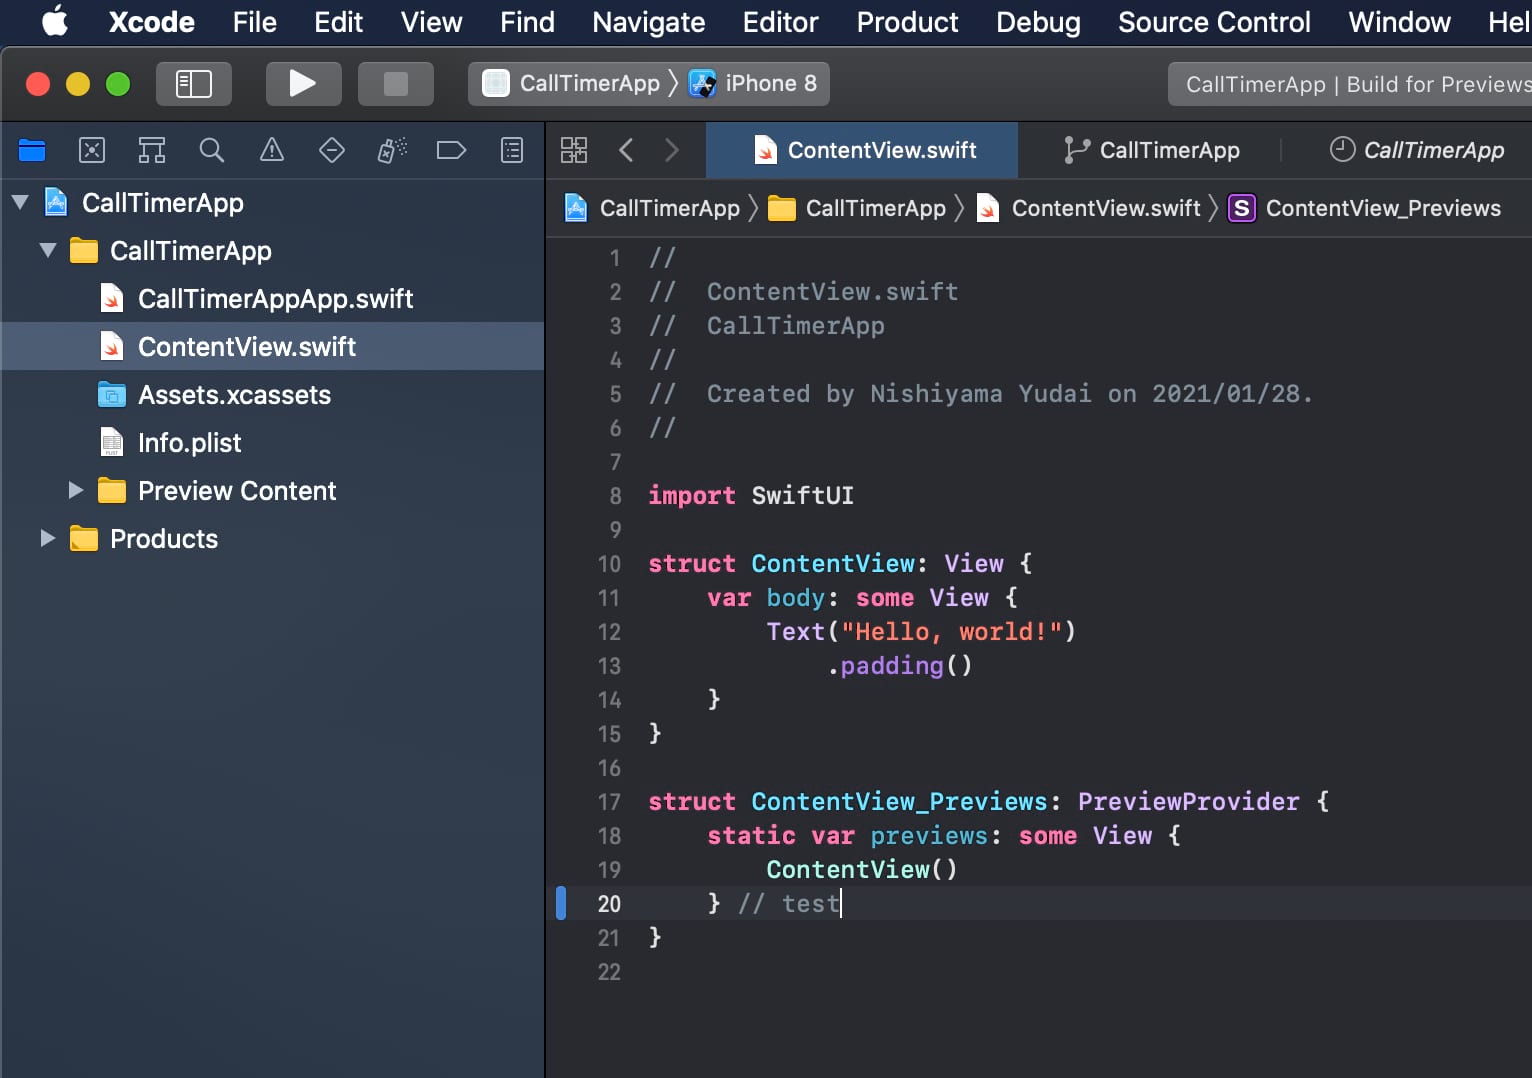 Xcode File Edit View Find Navigate Editor Product Debug Source Control Window Hel
CallTimerApp 〉 iPhone 8
CallTimerApp | Build for Previews
ContentView.swift CallTimerApp CallTimerApp
CallTimerApp 〉 CallTimerApp 〉 ContentView.swift 〉 S ContentView_Previews
CallTimerApp
CallTimerApp
CallTimerAppApp.swift
ContentView.swift
Assets.xcassets
Info.plist
Preview Content
Products
1 //
2 //  ContentView.swift
3 //  CallTimerApp
4 //
5 //  Created by Nishiyama Yudai on 2021/01/28.
6 //
7
8 import SwiftUI
9
10 struct ContentView: View {
11     var body: some View {
12         Text("Hello, world!")
13             .padding()
14     }
15 }
16
17 struct ContentView_Previews: PreviewProvider {
18     static var previews: some View {
19         ContentView()
20     } // test
21 }
22